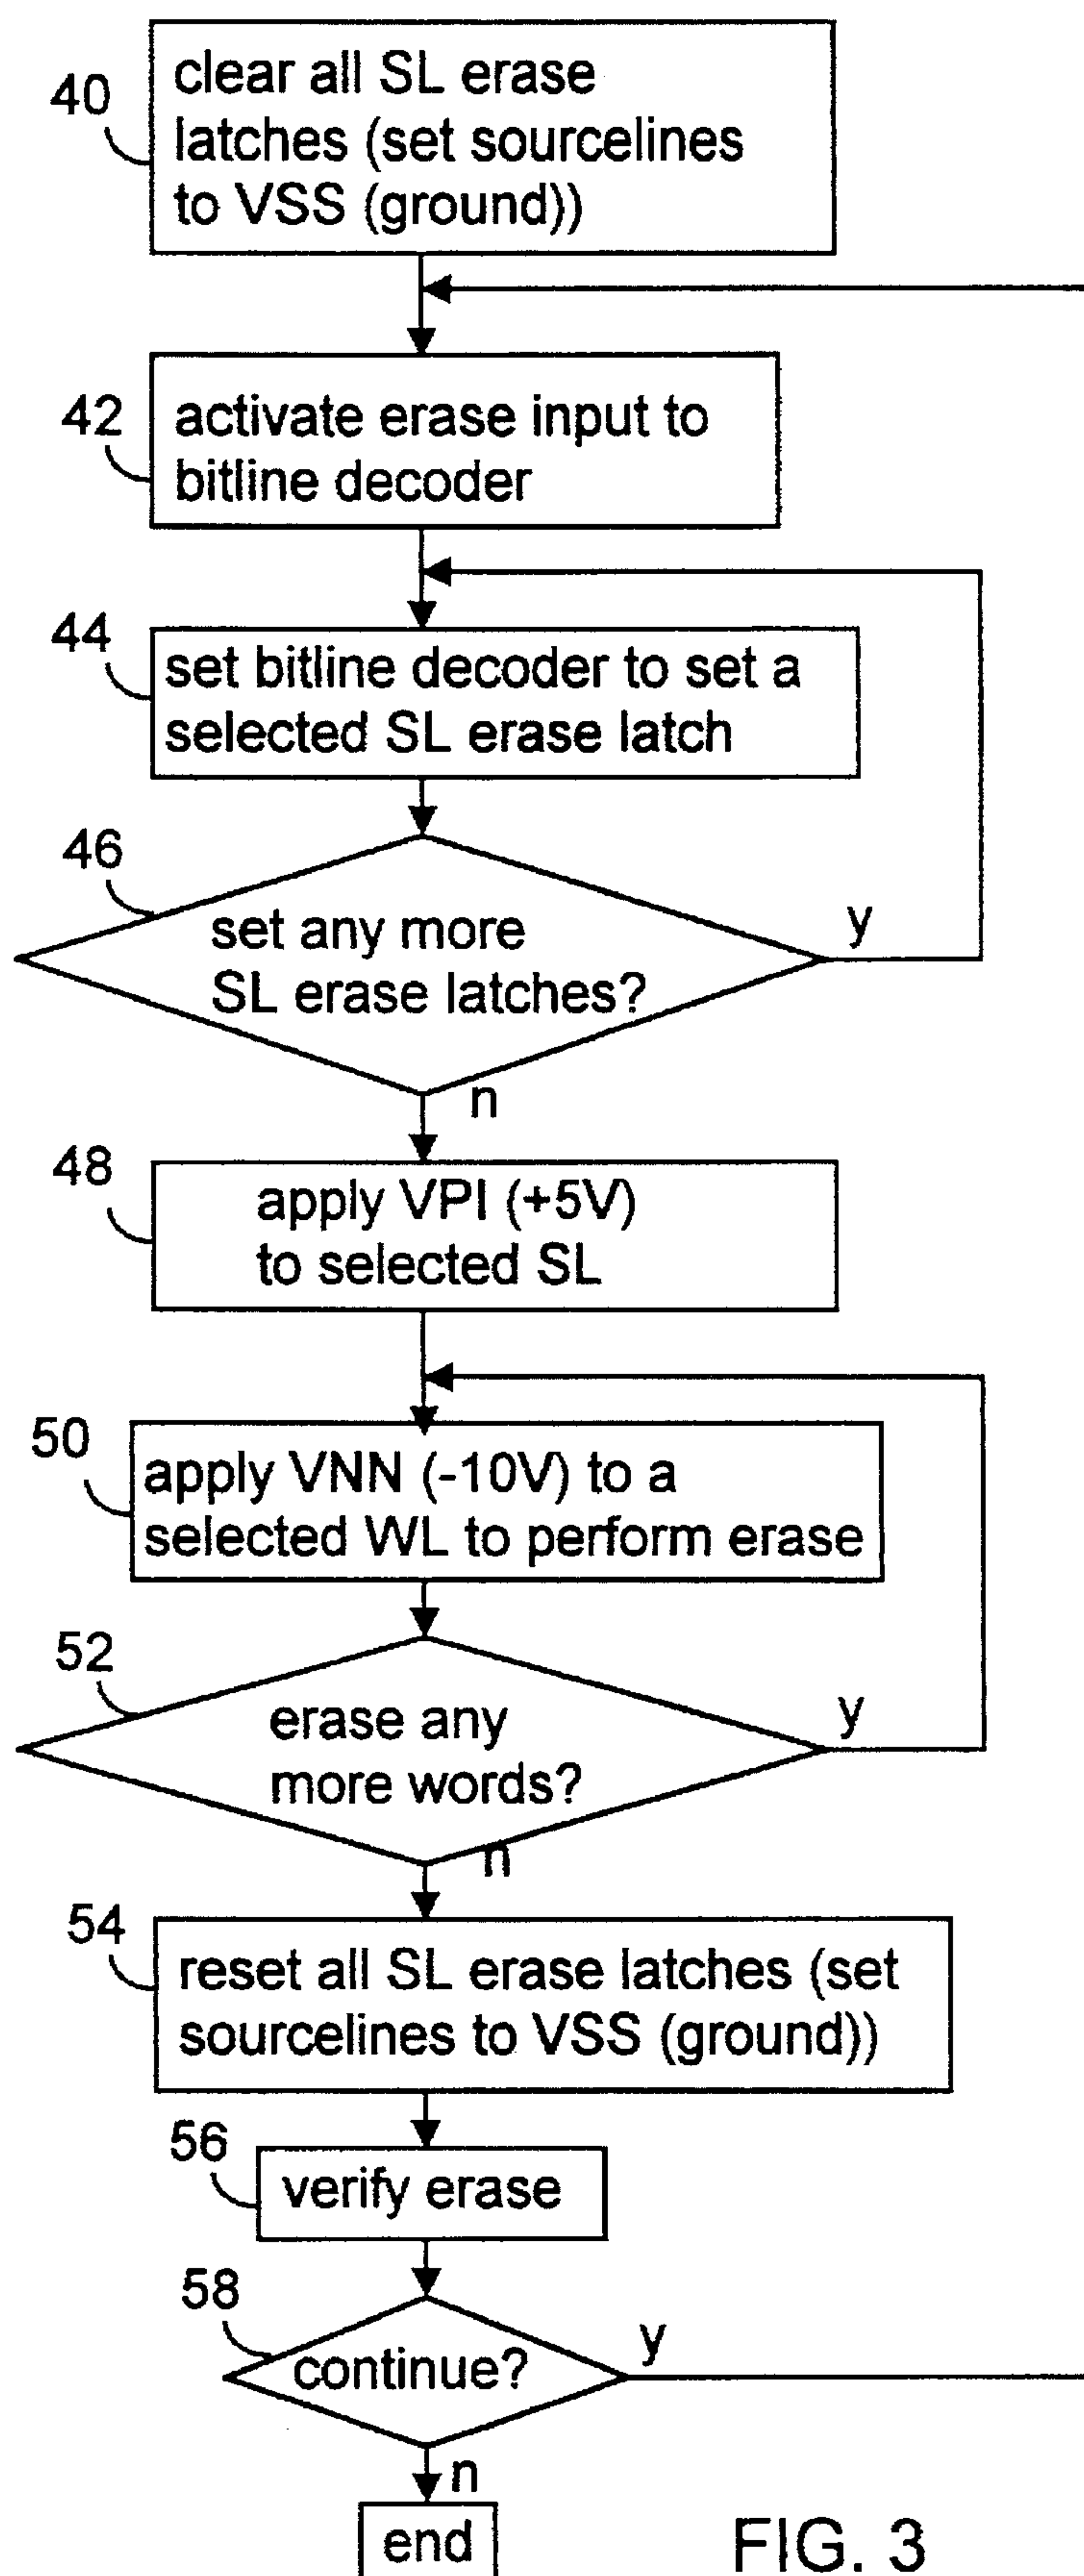 40
clear all SL erase
latches (set sourcelines
to VSS (ground))
42
activate erase input to
bitline decoder
44
set bitline decoder to set a
selected SL erase latch
46
set any more
SL erase latches?
y
n
48
apply VPI (+5V)
to selected SL
50
apply VNN (-10V) to a
selected WL to perform erase
52
erase any
more words?
y
n
54
reset all SL erase latches (set
sourcelines to VSS (ground))
56
verify erase
58
continue?
y
n
end
FIG. 3